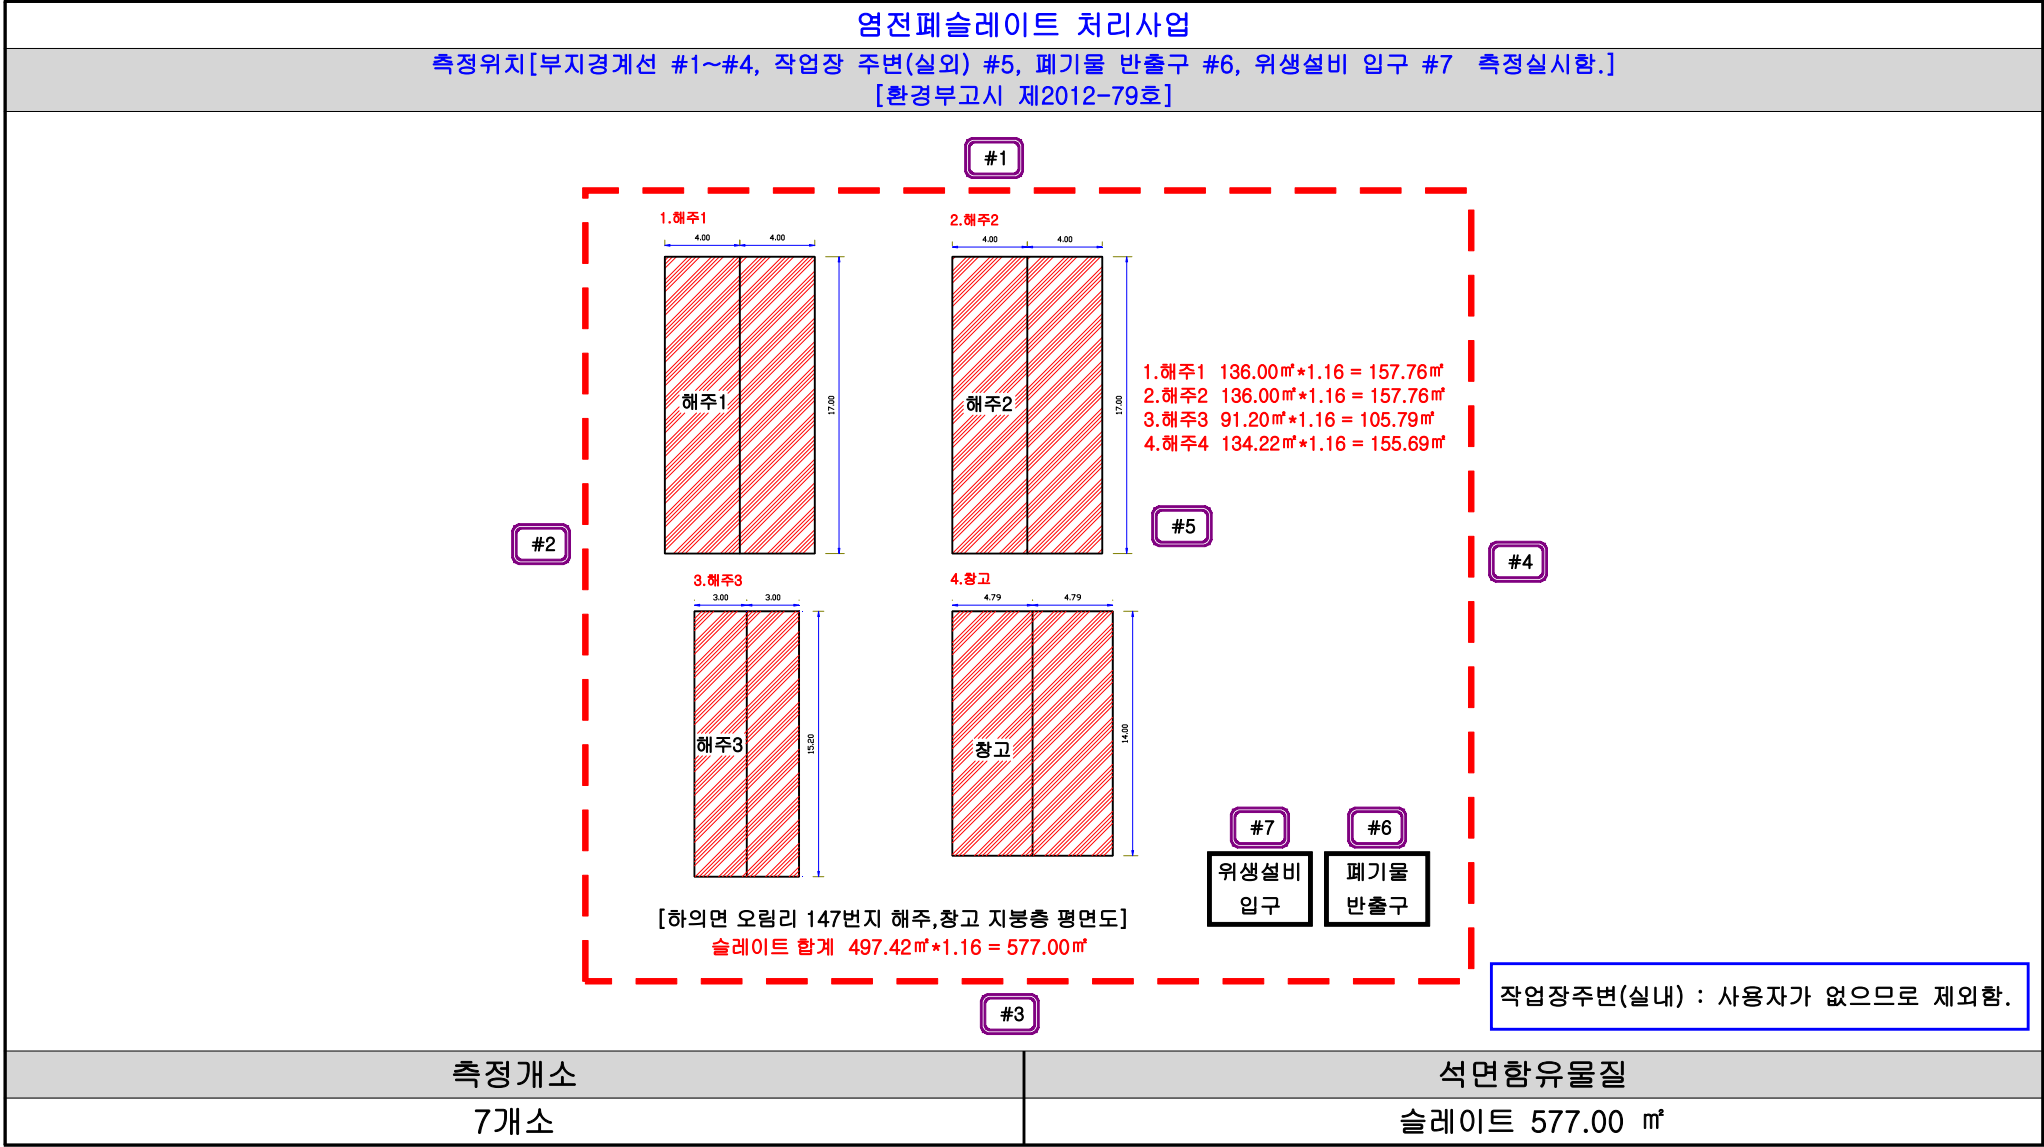 염전폐슬레이트 처리사업
측정위치[부지경계선 #1~#4, 작업장 주변(실외) #5, 폐기물 반출구 #6, 위생설비 입구 #7 측정실시함.]
[환경부고시 제2012-79호]
#1
1.해주1
2.해주2
4.00 4.00
4.00 4.00
해주1
17.00
해주2
17.00
1.해주1 136.00㎡*1.16 = 157.76㎡
2.해주2 136.00㎡*1.16 = 157.76㎡
3.해주3 91.20㎡*1.16 = 105.79㎡
4.해주4 134.22㎡*1.16 = 155.69㎡
#2
#5
#4
3.해주3
4.창고
3.00 3.00
4.79 4.79
해주3
15.20
창고
14.00
#7
#6
위생설비
입구
폐기물
반출구
[하의면 오림리 147번지 해주,창고 지붕층 평면도]
슬레이트 합계 497.42㎡*1.16 = 577.00㎡
작업장주변(실내) : 사용자가 없으므로 제외함.
#3
측정개소
석면함유물질
7개소
슬레이트 577.00 ㎡